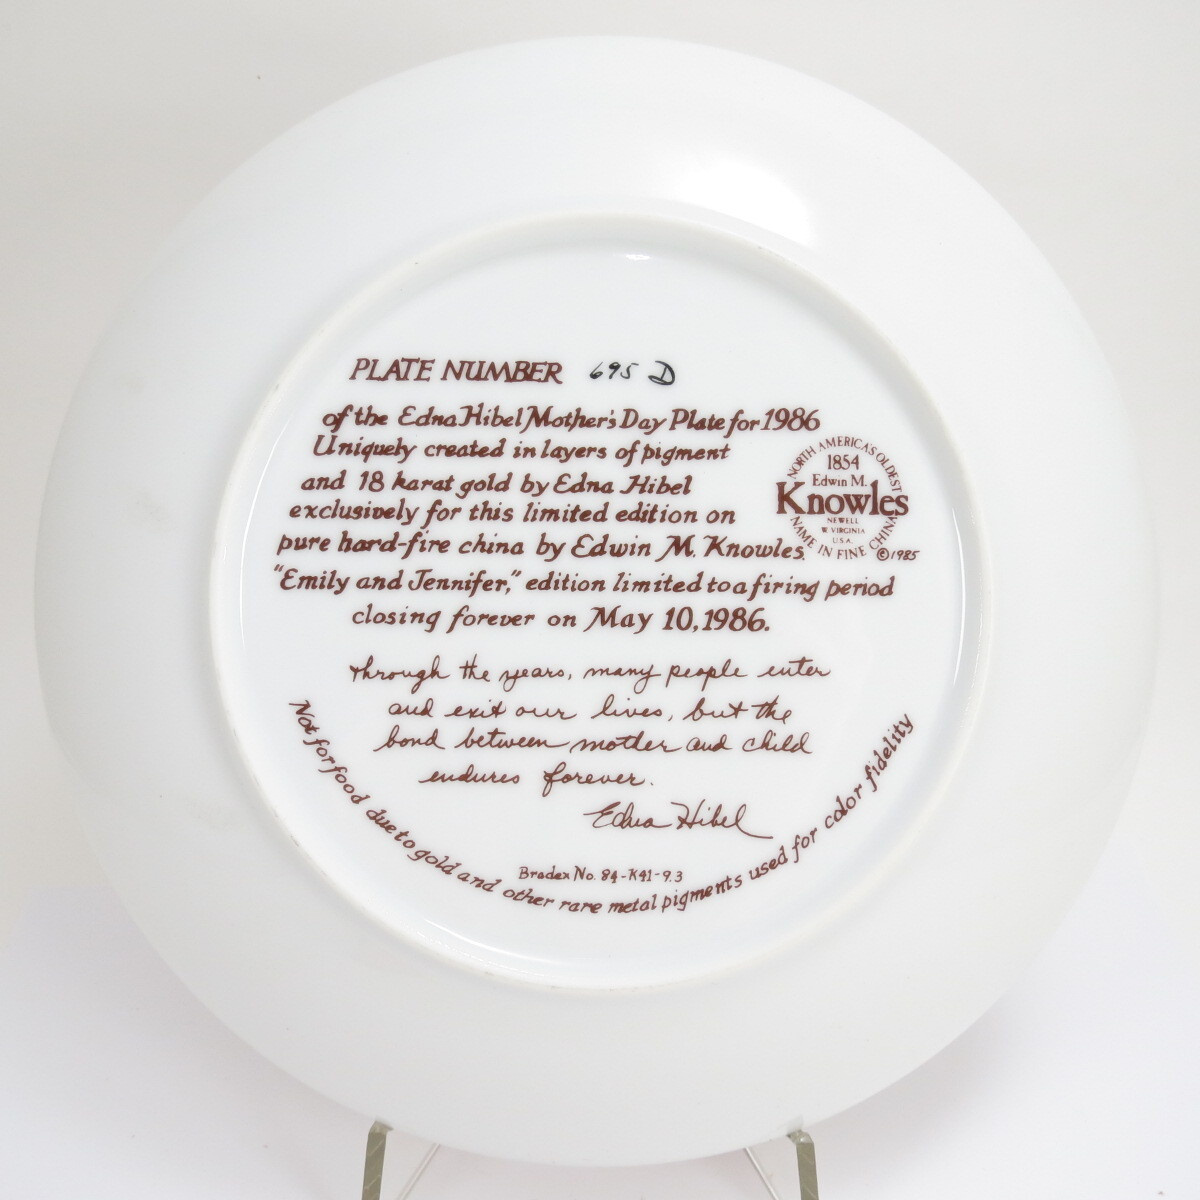 PLATE NUMBER 695 D
of the Edna Hibel Mother's Day Plate for 1986
Uniquely created in layers of pigment
and 18 karat gold by Edna Hibel
exclusively for this limited edition on
pure hard-fire china by Edwin M. Knowles.
"Emily and Jennifer," edition limited to a firing period
closing forever on May 10, 1986.
NORTH AMERICA'S OLDEST
1854
Edwin M.
Knowles
NEWELL
W. VIRGINIA
U.S.A.
NAME IN FINE CHINA
©1985
Through the years, many people enter
and exit our lives, but the
bond between mother and child
endures forever.
Edna Hibel
Bradex No. 84-K41-9.3
Not for food due to gold and other rare metal pigments used for color fidelity